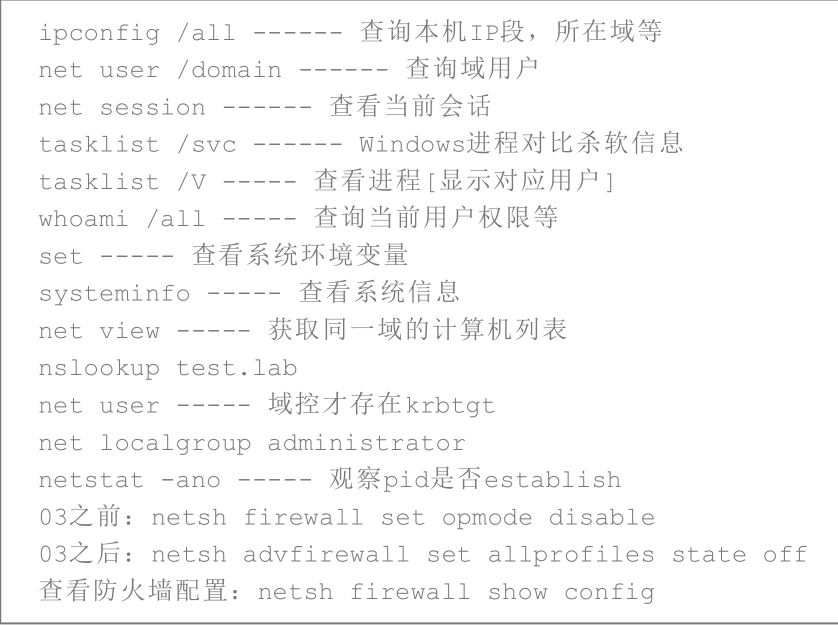 ipconfig /all ------ 查询本机IP段，所在域等
net user /domain ------ 查询域用户
net session ------ 查看当前会话
tasklist /svc ------ Windows进程对比杀软信息
tasklist /V ----- 查看进程[显示对应用户]
whoami /all ----- 查询当前用户权限等
set ----- 查看系统环境变量
systeminfo ----- 查看系统信息
net view ----- 获取同一域的计算机列表
nslookup test.lab
net user ----- 域控才存在krbtgt
net localgroup administrator
netstat -ano ----- 观察pid是否establish
03之前：netsh firewall set opmode disable
03之后：netsh advfirewall set allprofiles state off
查看防火墙配置：netsh firewall show config